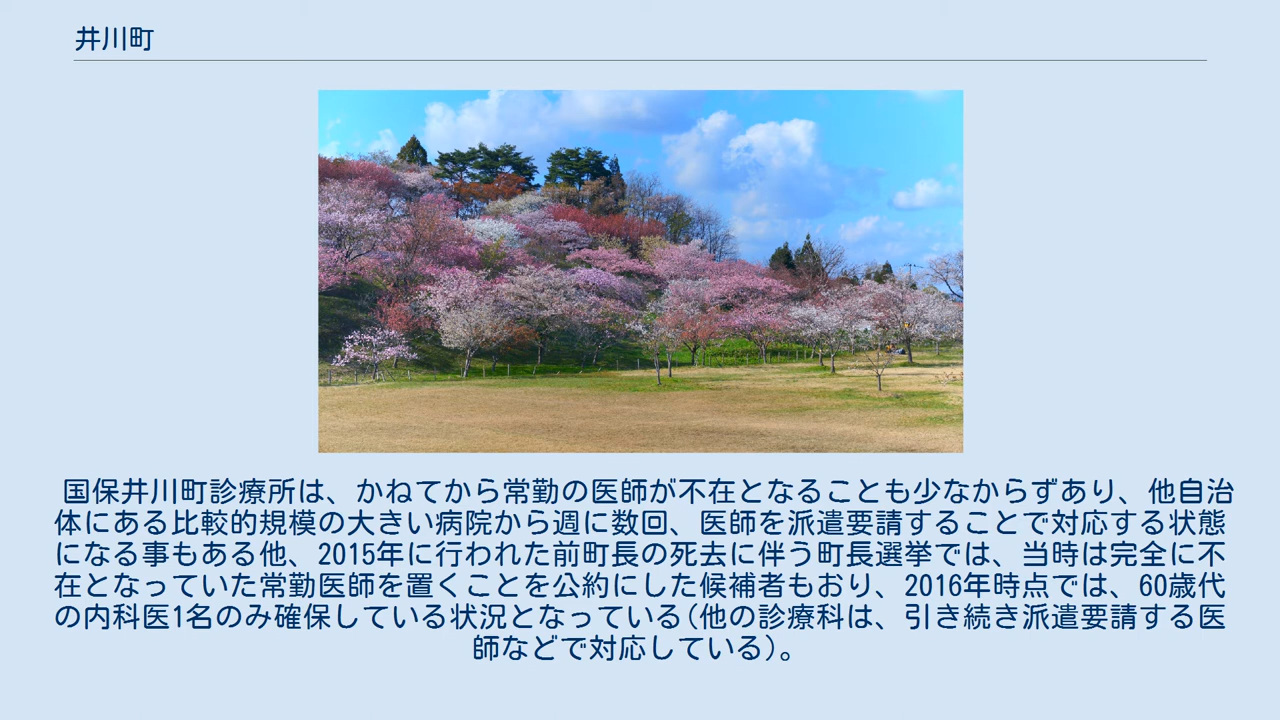 井川町
国保井川町診療所は、かねてから常勤の医師が不在となることも少なからずあり、他自治
体にある比較的規模の大きい病院から週に数回、医師を派遣要請することで対応する状態
になる事もある他、2015年に行われた前町長の死去に伴う町長選挙では、当時は完全に不
在となっていた常勤医師を置くことを公約にした候補者もおり、2016年時点では、60歳代
の内科医1名のみ確保している状況となっている(他の診療科は、引き続き派遣要請する医
師などで対応している)。